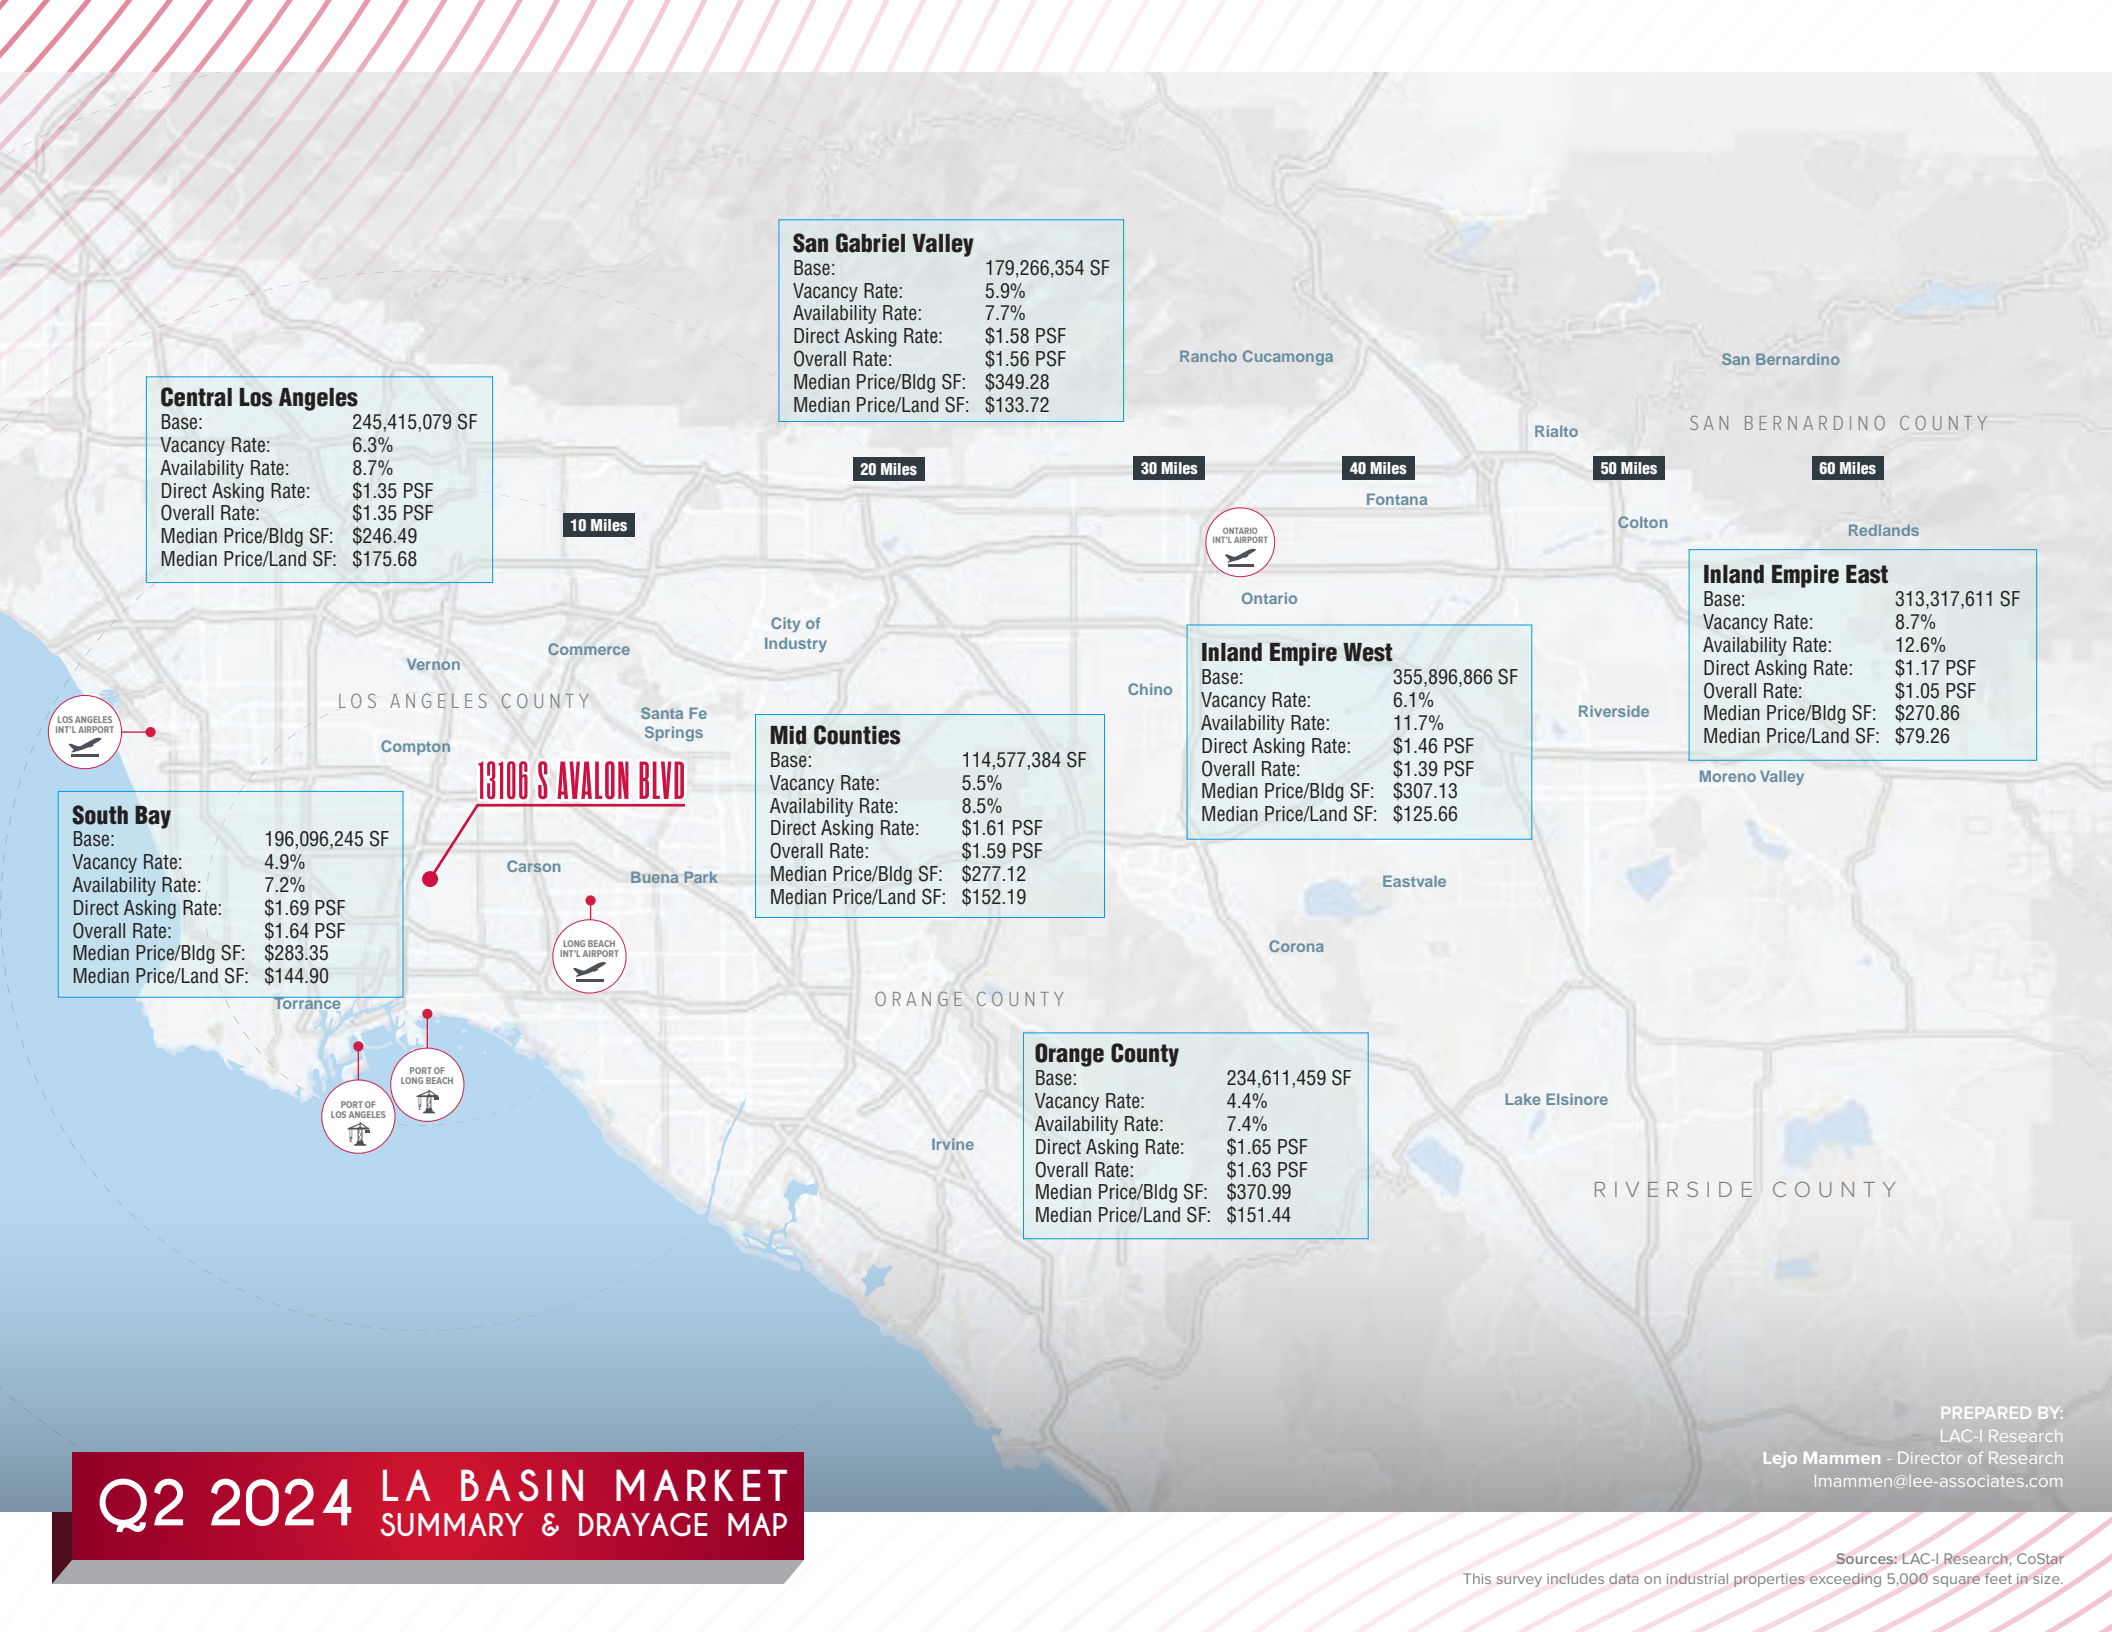 San Gabriel Valley
Base: 179,266,354 SF
Vacancy Rate: 5.9%
Availability Rate: 7.7%
Direct Asking Rate: $1.58 PSF
Overall Rate: $1.56 PSF
Median Price/Bldg SF: $349.28
Median Price/Land SF: $133.72
Rancho Cucamonga
San Bernardino
Central Los Angeles
Base: 245,415,079 SF
Vacancy Rate: 6.3%
Availability Rate: 8.7%
Direct Asking Rate: $1.35 PSF
Overall Rate: $1.35 PSF
Median Price/Bldg SF: $246.49
Median Price/Land SF: $175.68
SAN BERNARDINO COUNTY
Rialto
10 Miles
20 Miles
30 Miles
40 Miles
50 Miles
60 Miles
Fontana
Colton
Redlands
ONTARIO
INT'L AIRPORT
Ontario
Inland Empire East
Base: 313,317,611 SF
Vacancy Rate: 8.7%
Availability Rate: 12.6%
Direct Asking Rate: $1.17 PSF
Overall Rate: $1.05 PSF
Median Price/Bldg SF: $270.86
Median Price/Land SF: $79.26
City of
Industry
Commerce
Vernon
LOS ANGELES COUNTY
Santa Fe
Springs
Chino
Inland Empire West
Base: 355,896,866 SF
Vacancy Rate: 6.1%
Availability Rate: 11.7%
Direct Asking Rate: $1.46 PSF
Overall Rate: $1.39 PSF
Median Price/Bldg SF: $307.13
Median Price/Land SF: $125.66
Riverside
Moreno Valley
LOS ANGELES
INT'L AIRPORT
Compton
13106 S AVALON BLVD
Mid Counties
Base: 114,577,384 SF
Vacancy Rate: 5.5%
Availability Rate: 8.5%
Direct Asking Rate: $1.61 PSF
Overall Rate: $1.59 PSF
Median Price/Bldg SF: $277.12
Median Price/Land SF: $152.19
South Bay
Base: 196,096,245 SF
Vacancy Rate: 4.9%
Availability Rate: 7.2%
Direct Asking Rate: $1.69 PSF
Overall Rate: $1.64 PSF
Median Price/Bldg SF: $283.35
Median Price/Land SF: $144.90
Torrance
Carson
Buena Park
LONG BEACH
INT'L AIRPORT
Eastvale
Corona
ORANGE COUNTY
PORT OF
LONG BEACH
PORT OF
LOS ANGELES
Orange County
Base: 234,611,459 SF
Vacancy Rate: 4.4%
Availability Rate: 7.4%
Direct Asking Rate: $1.65 PSF
Overall Rate: $1.63 PSF
Median Price/Bldg SF: $370.99
Median Price/Land SF: $151.44
Irvine
Lake Elsinore
RIVERSIDE COUNTY
PREPARED BY:
LAC-I Research
Lejo Mammen - Director of Research
lmammen@lee-associates.com
Q2 2024
LA BASIN MARKET
SUMMARY & DRAYAGE MAP
Sources: LAC-I Research, CoStar
This survey includes data on industrial properties exceeding 5,000 square feet in size.